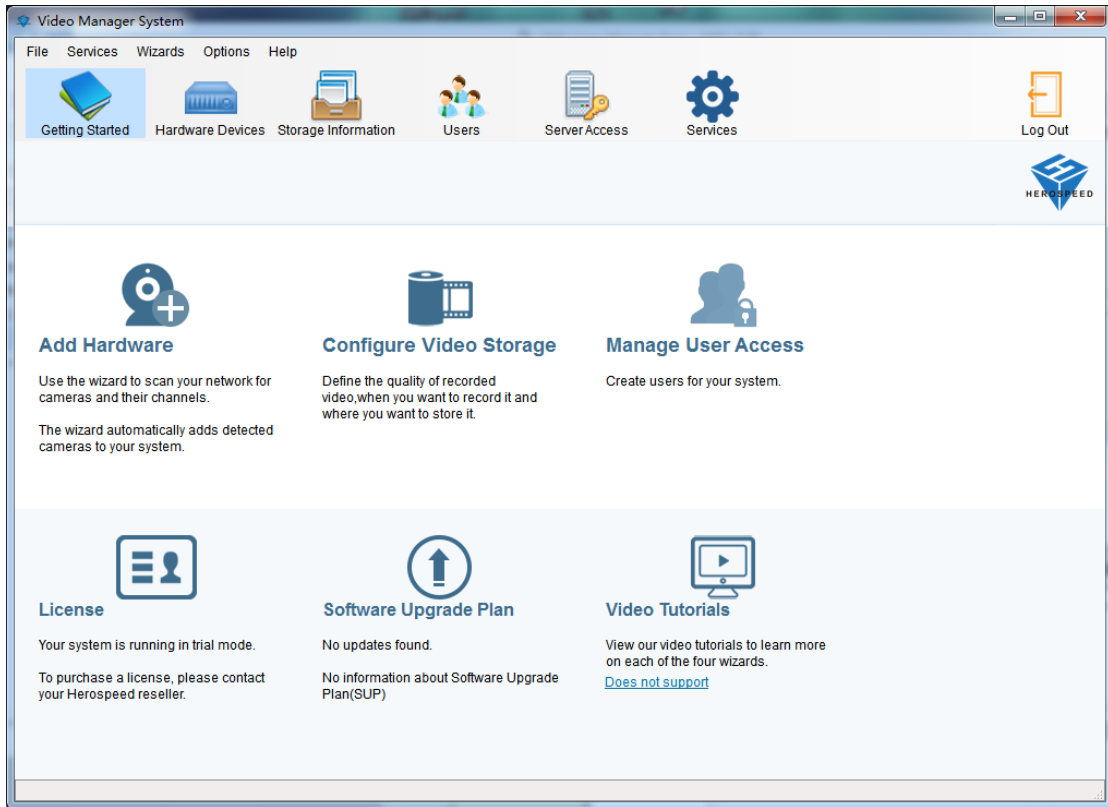 Video Manager System
File Services Wizards Options Help
Getting Started Hardware Devices Storage Information Users Server Access Services Log Out
HEROSPEED
Add Hardware
Use the wizard to scan your network for
cameras and their channels.
The wizard automatically adds detected
cameras to your system.
Configure Video Storage
Define the quality of recorded
video,when you want to record it and
where you want to store it.
Manage User Access
Create users for your system.
License
Your system is running in trial mode.
To purchase a license, please contact
your Herospeed reseller.
Software Upgrade Plan
No updates found.
No information about Software Upgrade
Plan(SUP)
Video Tutorials
View our video tutorials to learn more
on each of the four wizards.
Does not support